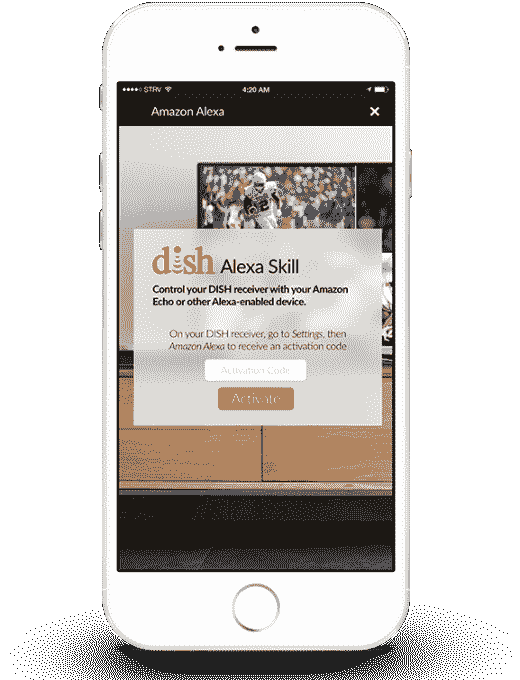 STRV 4:20 AM
Amazon Alexa
dish Alexa Skill
Control your DISH receiver with your Amazon
Echo or other Alexa-enabled device.
On your DISH receiver, go to Settings, then
Amazon Alexa to receive an activation code
Activation Code
Activate